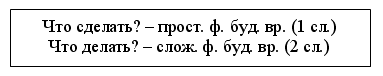 Что сделать? – прост. ф. буд. вр. (1 сл.)
Что делать? – слож. ф. буд. вр. (2 сл.)